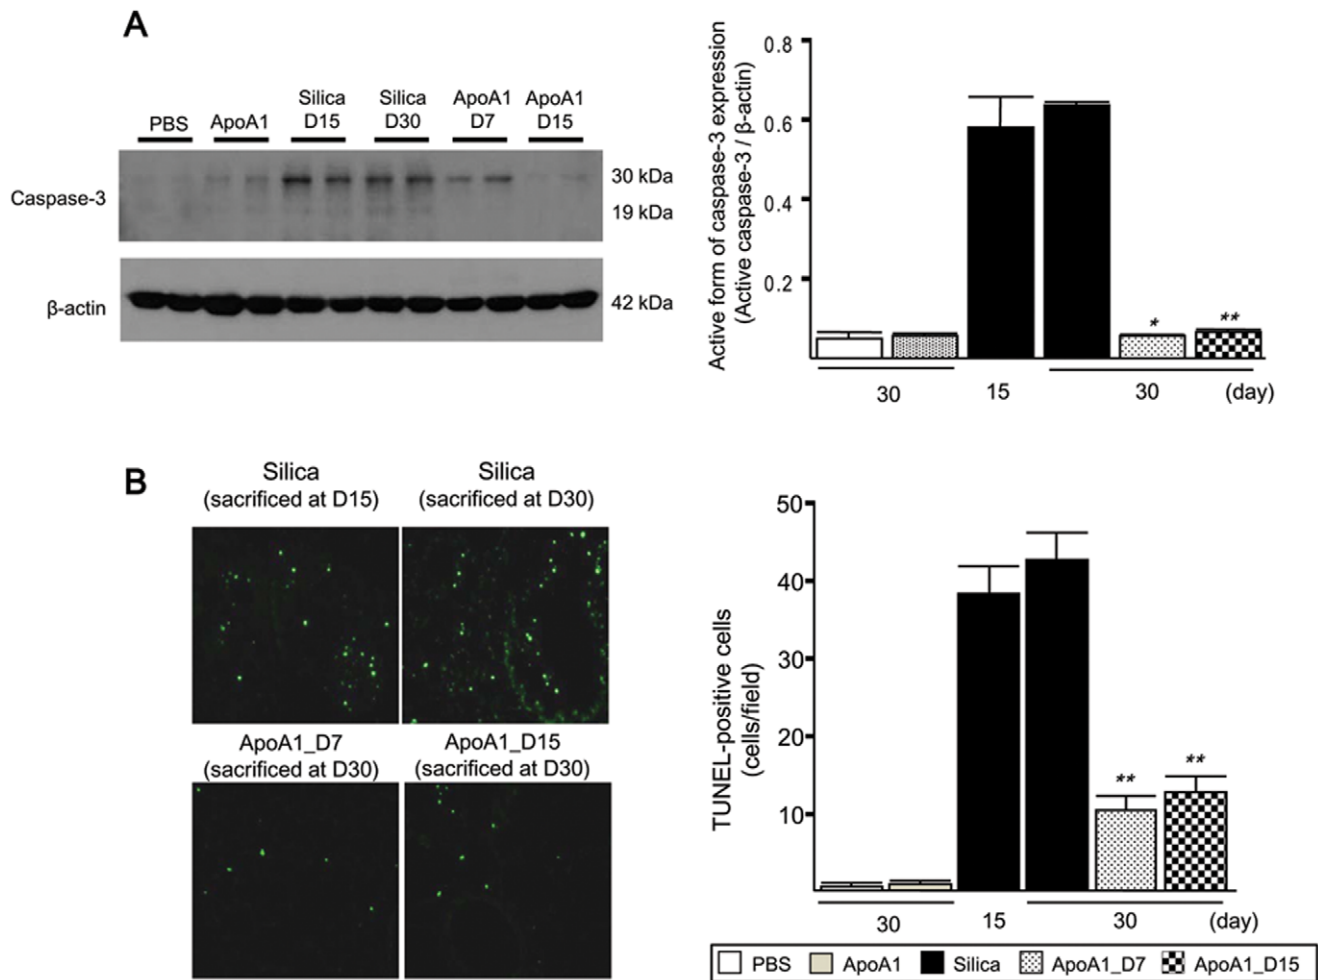 A
PBS
ApoA1
Silica
D15
Silica
D30
ApoA1
D7
ApoA1
D15
Caspase-3
30 kDa
19 kDa
β-actin
42 kDa
Active form of caspase-3 expression
(Active caspase-3 / β-actin)
0.8
0.6
0.4
0.2
*
**
30
15
30
(day)
B
Silica
(sacrificed at D15)
Silica
(sacrificed at D30)
ApoA1_D7
(sacrificed at D30)
ApoA1_D15
(sacrificed at D30)
TUNEL-positive cells
(cells/field)
50
40
30
20
10
**
**
30
15
30
(day)
PBS
ApoA1
Silica
ApoA1_D7
ApoA1_D15